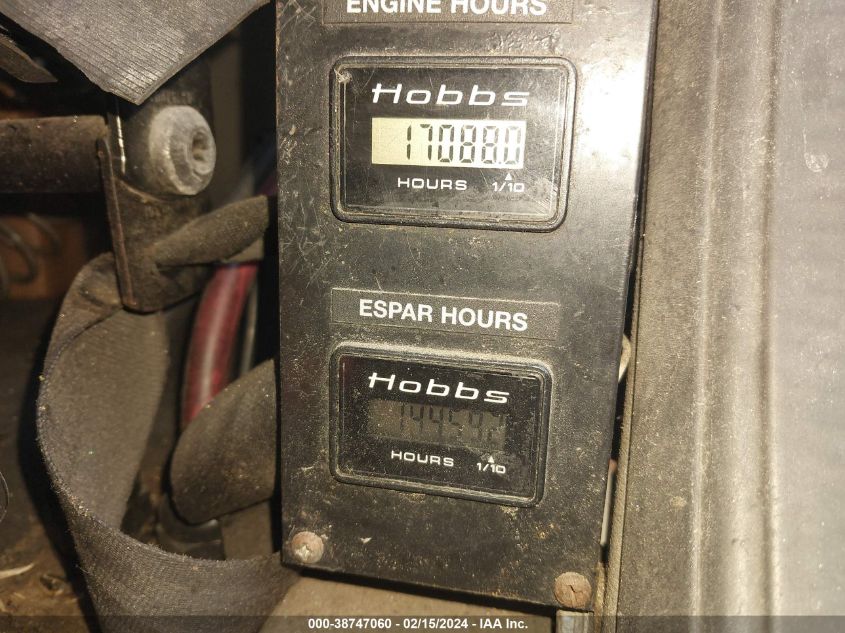 ENGINE HOURS
Hobbs
17088.0
HOURS 1/10
ESPAR HOURS
Hobbs
HOURS 1/10
000-38747060 - 02/15/2024 - IAA Inc.